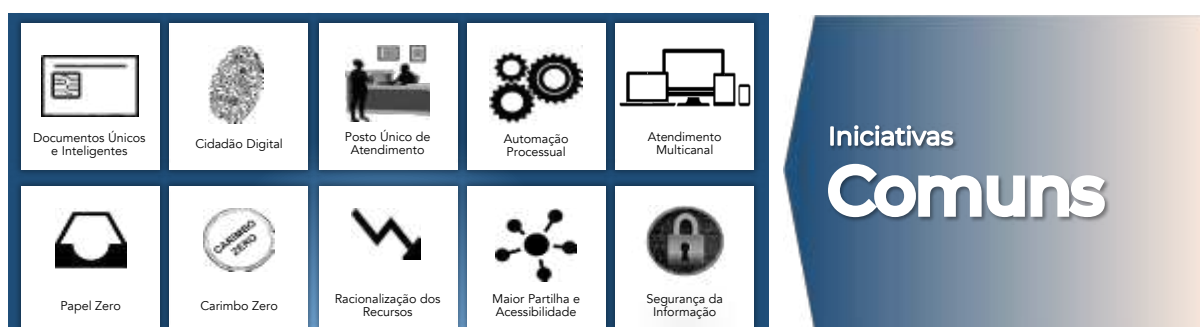 Documentos Únicos
e Inteligentes
Cidadão Digital
Posto Único de
Atendimento
Automação
Processual
Atendimento
Multicanal
Papel Zero
CARIMBO
ZERO
Carimbo Zero
Racionalização dos
Recursos
Maior Partilha e
Acessibilidade
Segurança da
Informação
Iniciativas
Comuns